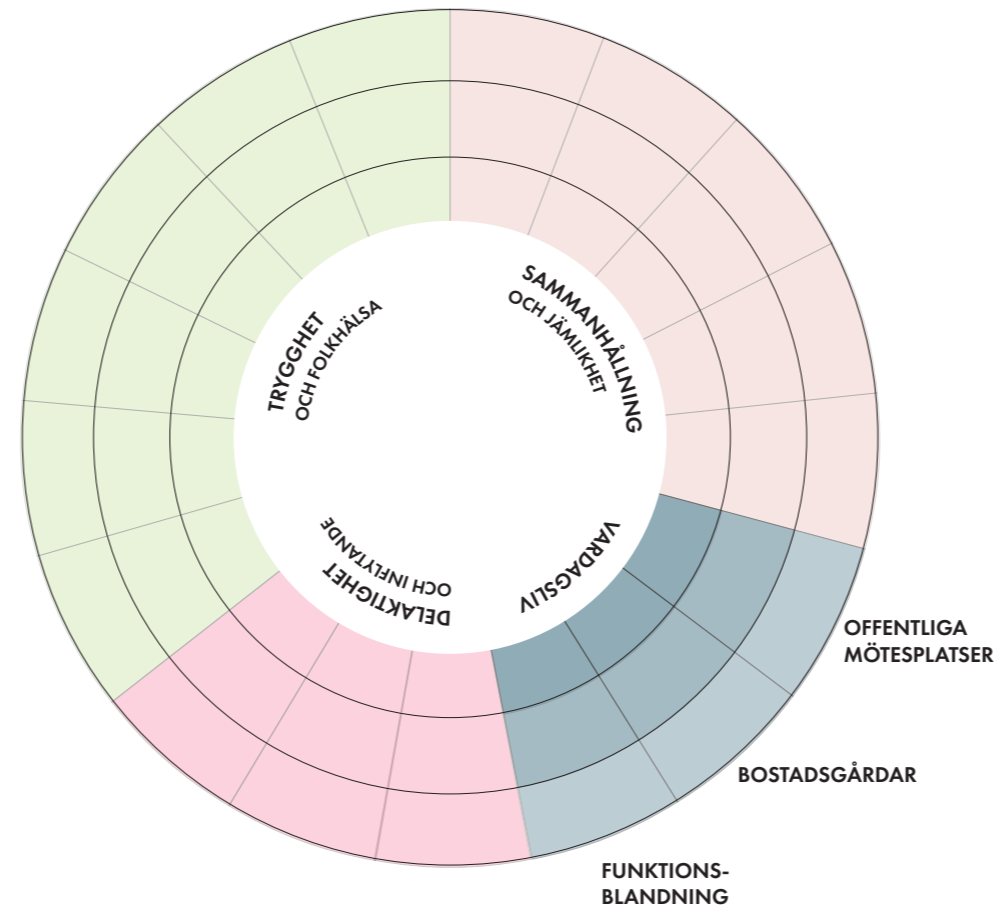 TRYGGHET
OCH FOLKHÄLSA
SAMMANHÅLLNING
OCH JÄMLIKHET
DELAKTIGHET
OCH INFLYTANDE
VARDAGSLIV
OFFENTLIGA
MÖTESPLATSER
BOSTADSGÅRDAR
FUNKTIONS-
BLANDNING